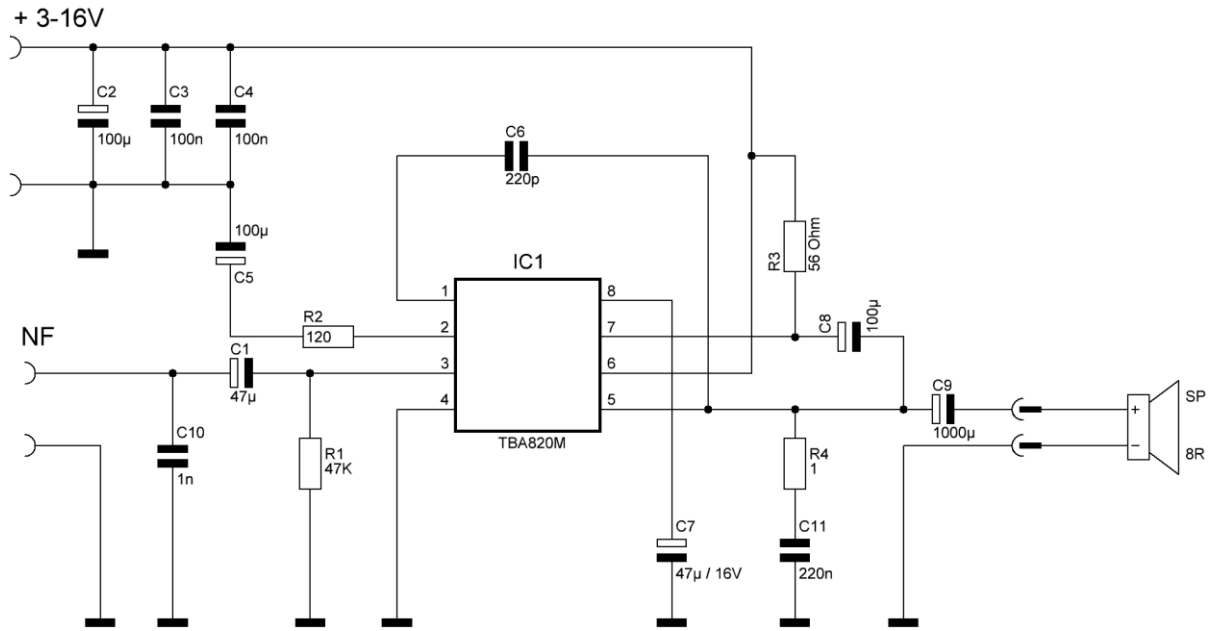 + 3-16V
C2
100µ
C3
100n
C4
100n
C6
220p
100µ
C5
R3
56 Ohm
IC1
1
2
3
4
8
7
6
5
TBA820M
R2
120
NF
C1
47µ
C10
1n
R1
47K
C8
100µ
C9
1000µ
SP
+
−
8R
R4
1
C7
47µ / 16V
C11
220n